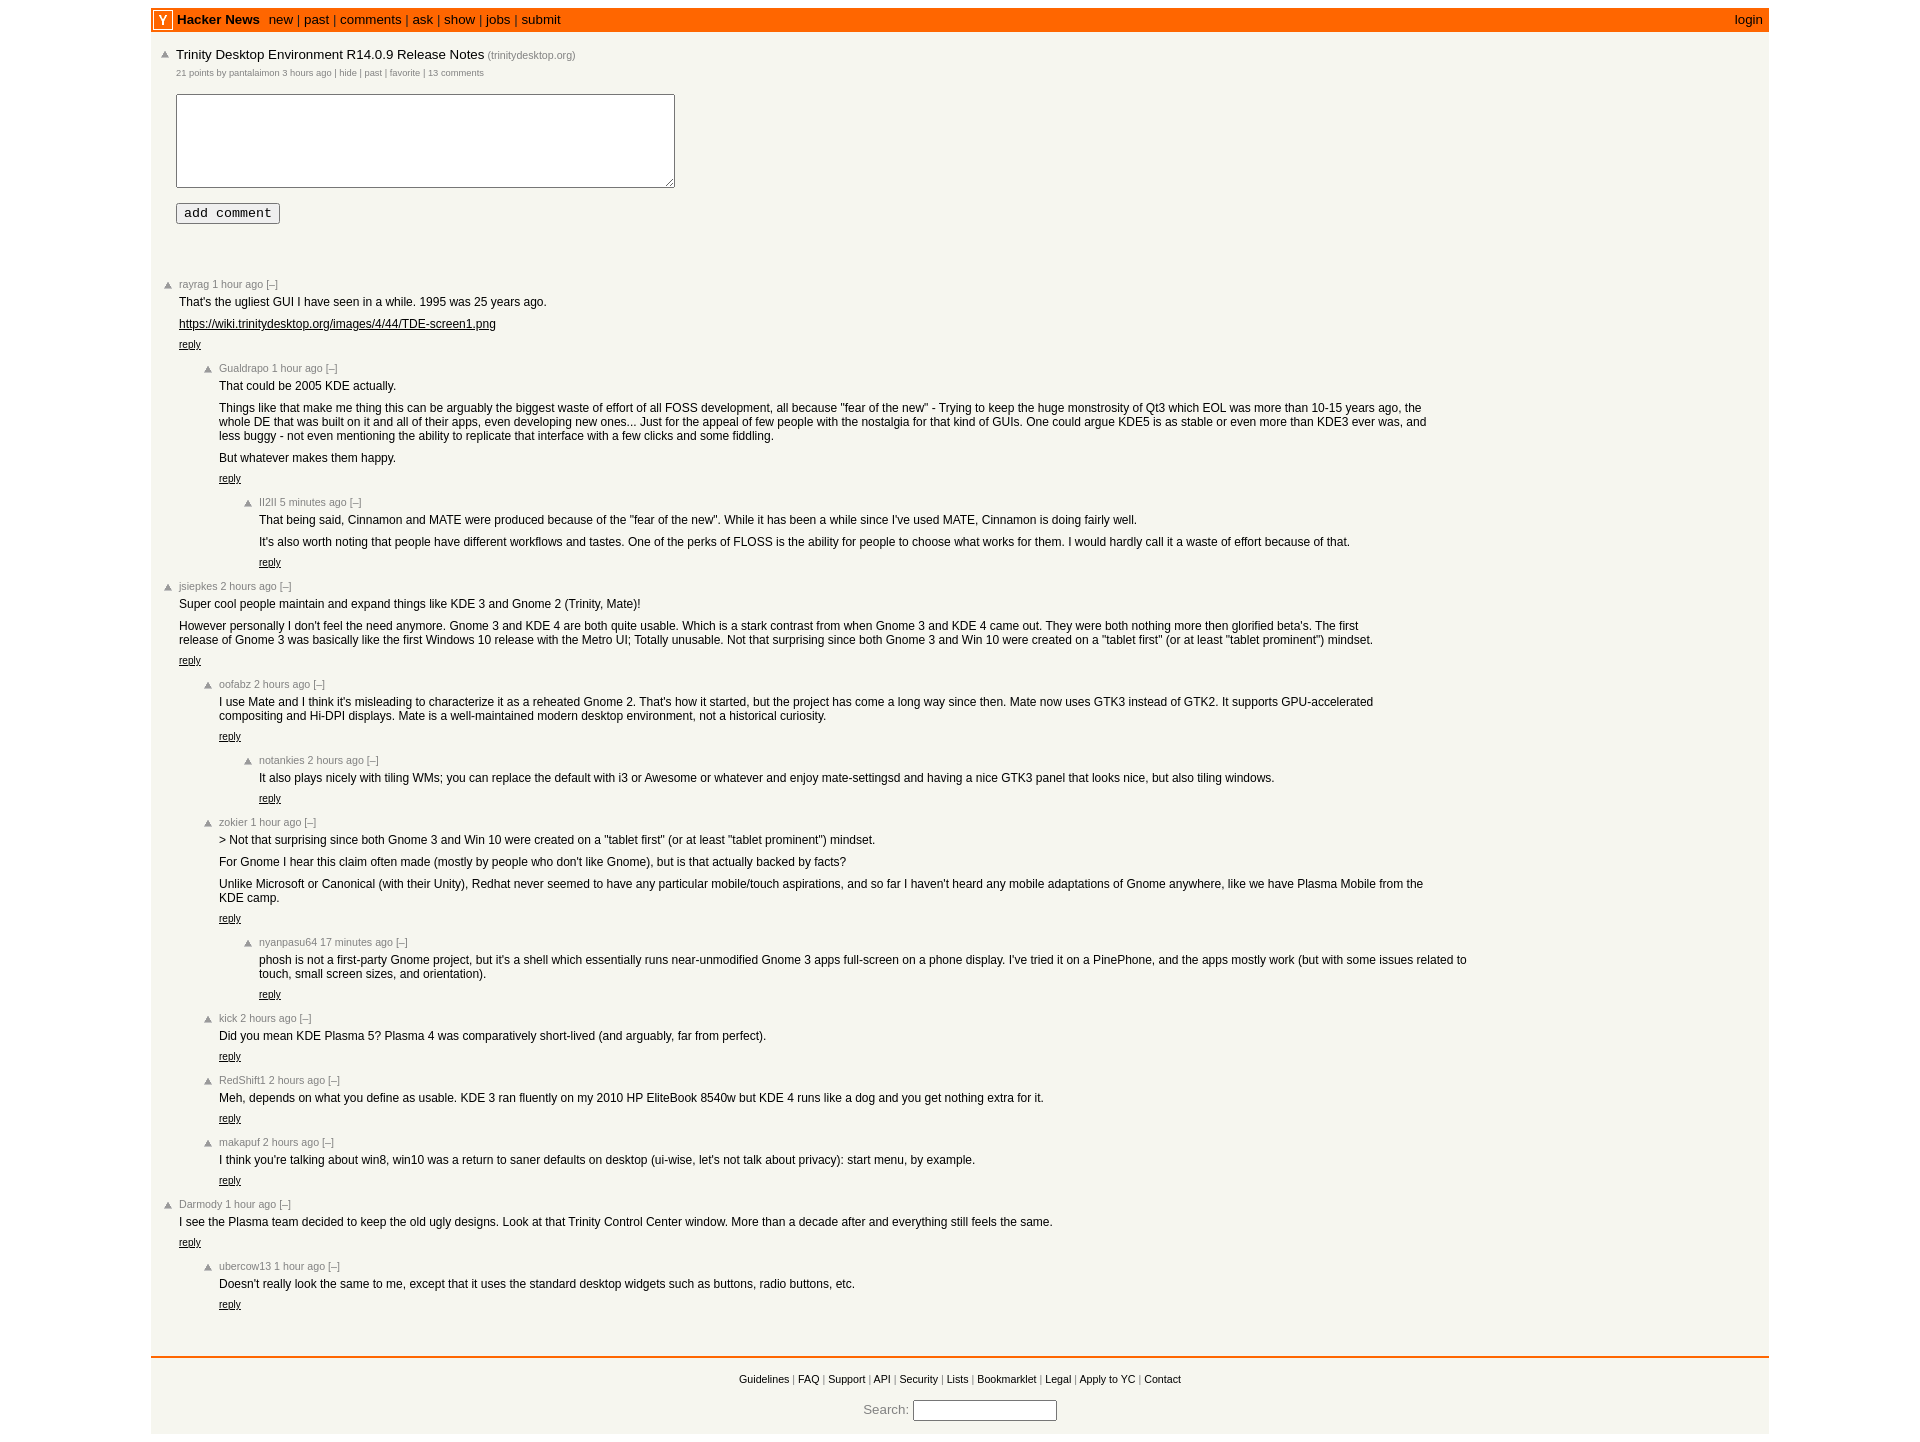 Y Hacker News new | past | comments | ask | show | jobs | submit login
Trinity Desktop Environment R14.0.9 Release Notes (trinitydesktop.org)
21 points by pantalaimon 3 hours ago | hide | past | favorite | 13 comments
add comment
rayrag 1 hour ago [–]
That's the ugliest GUI I have seen in a while. 1995 was 25 years ago.
https://wiki.trinitydesktop.org/images/4/44/TDE-screen1.png
reply
Gualdrapo 1 hour ago [–]
That could be 2005 KDE actually.
Things like that make me thing this can be arguably the biggest waste of effort of all FOSS development, all because "fear of the new" - Trying to keep the huge monstrosity of Qt3 which EOL was more than 10-15 years ago, the
whole DE that was built on it and all of their apps, even developing new ones... Just for the appeal of few people with the nostalgia for that kind of GUIs. One could argue KDE5 is as stable or even more than KDE3 ever was, and
less buggy - not even mentioning the ability to replicate that interface with a few clicks and some fiddling.
But whatever makes them happy.
reply
II2II 5 minutes ago [–]
That being said, Cinnamon and MATE were produced because of the "fear of the new". While it has been a while since I've used MATE, Cinnamon is doing fairly well.
It's also worth noting that people have different workflows and tastes. One of the perks of FLOSS is the ability for people to choose what works for them. I would hardly call it a waste of effort because of that.
reply
jsiepkes 2 hours ago [–]
Super cool people maintain and expand things like KDE 3 and Gnome 2 (Trinity, Mate)!
However personally I don't feel the need anymore. Gnome 3 and KDE 4 are both quite usable. Which is a stark contrast from when Gnome 3 and KDE 4 came out. They were both nothing more then glorified beta's. The first
release of Gnome 3 was basically like the first Windows 10 release with the Metro UI; Totally unusable. Not that surprising since both Gnome 3 and Win 10 were created on a "tablet first" (or at least "tablet prominent") mindset.
reply
oofabz 2 hours ago [–]
I use Mate and I think it's misleading to characterize it as a reheated Gnome 2. That's how it started, but the project has come a long way since then. Mate now uses GTK3 instead of GTK2. It supports GPU-accelerated
compositing and Hi-DPI displays. Mate is a well-maintained modern desktop environment, not a historical curiosity.
reply
notankies 2 hours ago [–]
It also plays nicely with tiling WMs; you can replace the default with i3 or Awesome or whatever and enjoy mate-settingsd and having a nice GTK3 panel that looks nice, but also tiling windows.
reply
zokier 1 hour ago [–]
> Not that surprising since both Gnome 3 and Win 10 were created on a "tablet first" (or at least "tablet prominent") mindset.
For Gnome I hear this claim often made (mostly by people who don't like Gnome), but is that actually backed by facts?
Unlike Microsoft or Canonical (with their Unity), Redhat never seemed to have any particular mobile/touch aspirations, and so far I haven't heard any mobile adaptations of Gnome anywhere, like we have Plasma Mobile from the
KDE camp.
reply
nyanpasu64 17 minutes ago [–]
phosh is not a first-party Gnome project, but it's a shell which essentially runs near-unmodified Gnome 3 apps full-screen on a phone display. I've tried it on a PinePhone, and the apps mostly work (but with some issues related to
touch, small screen sizes, and orientation).
reply
kick 2 hours ago [–]
Did you mean KDE Plasma 5? Plasma 4 was comparatively short-lived (and arguably, far from perfect).
reply
RedShift1 2 hours ago [–]
Meh, depends on what you define as usable. KDE 3 ran fluently on my 2010 HP EliteBook 8540w but KDE 4 runs like a dog and you get nothing extra for it.
reply
makapuf 2 hours ago [–]
I think you're talking about win8, win10 was a return to saner defaults on desktop (ui-wise, let's not talk about privacy): start menu, by example.
reply
Darmody 1 hour ago [–]
I see the Plasma team decided to keep the old ugly designs. Look at that Trinity Control Center window. More than a decade after and everything still feels the same.
reply
ubercow13 1 hour ago [–]
Doesn't really look the same to me, except that it uses the standard desktop widgets such as buttons, radio buttons, etc.
reply
Guidelines | FAQ | Support | API | Security | Lists | Bookmarklet | Legal | Apply to YC | Contact
Search: